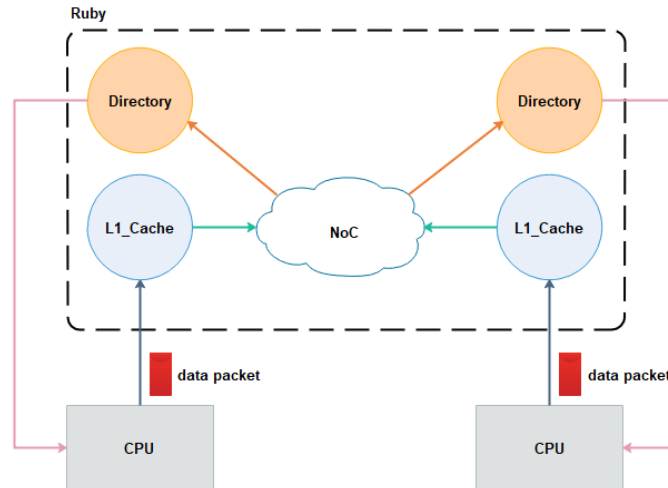 Ruby
Directory
Directory
L1_Cache
NoC
L1_Cache
data packet
data packet
CPU
CPU